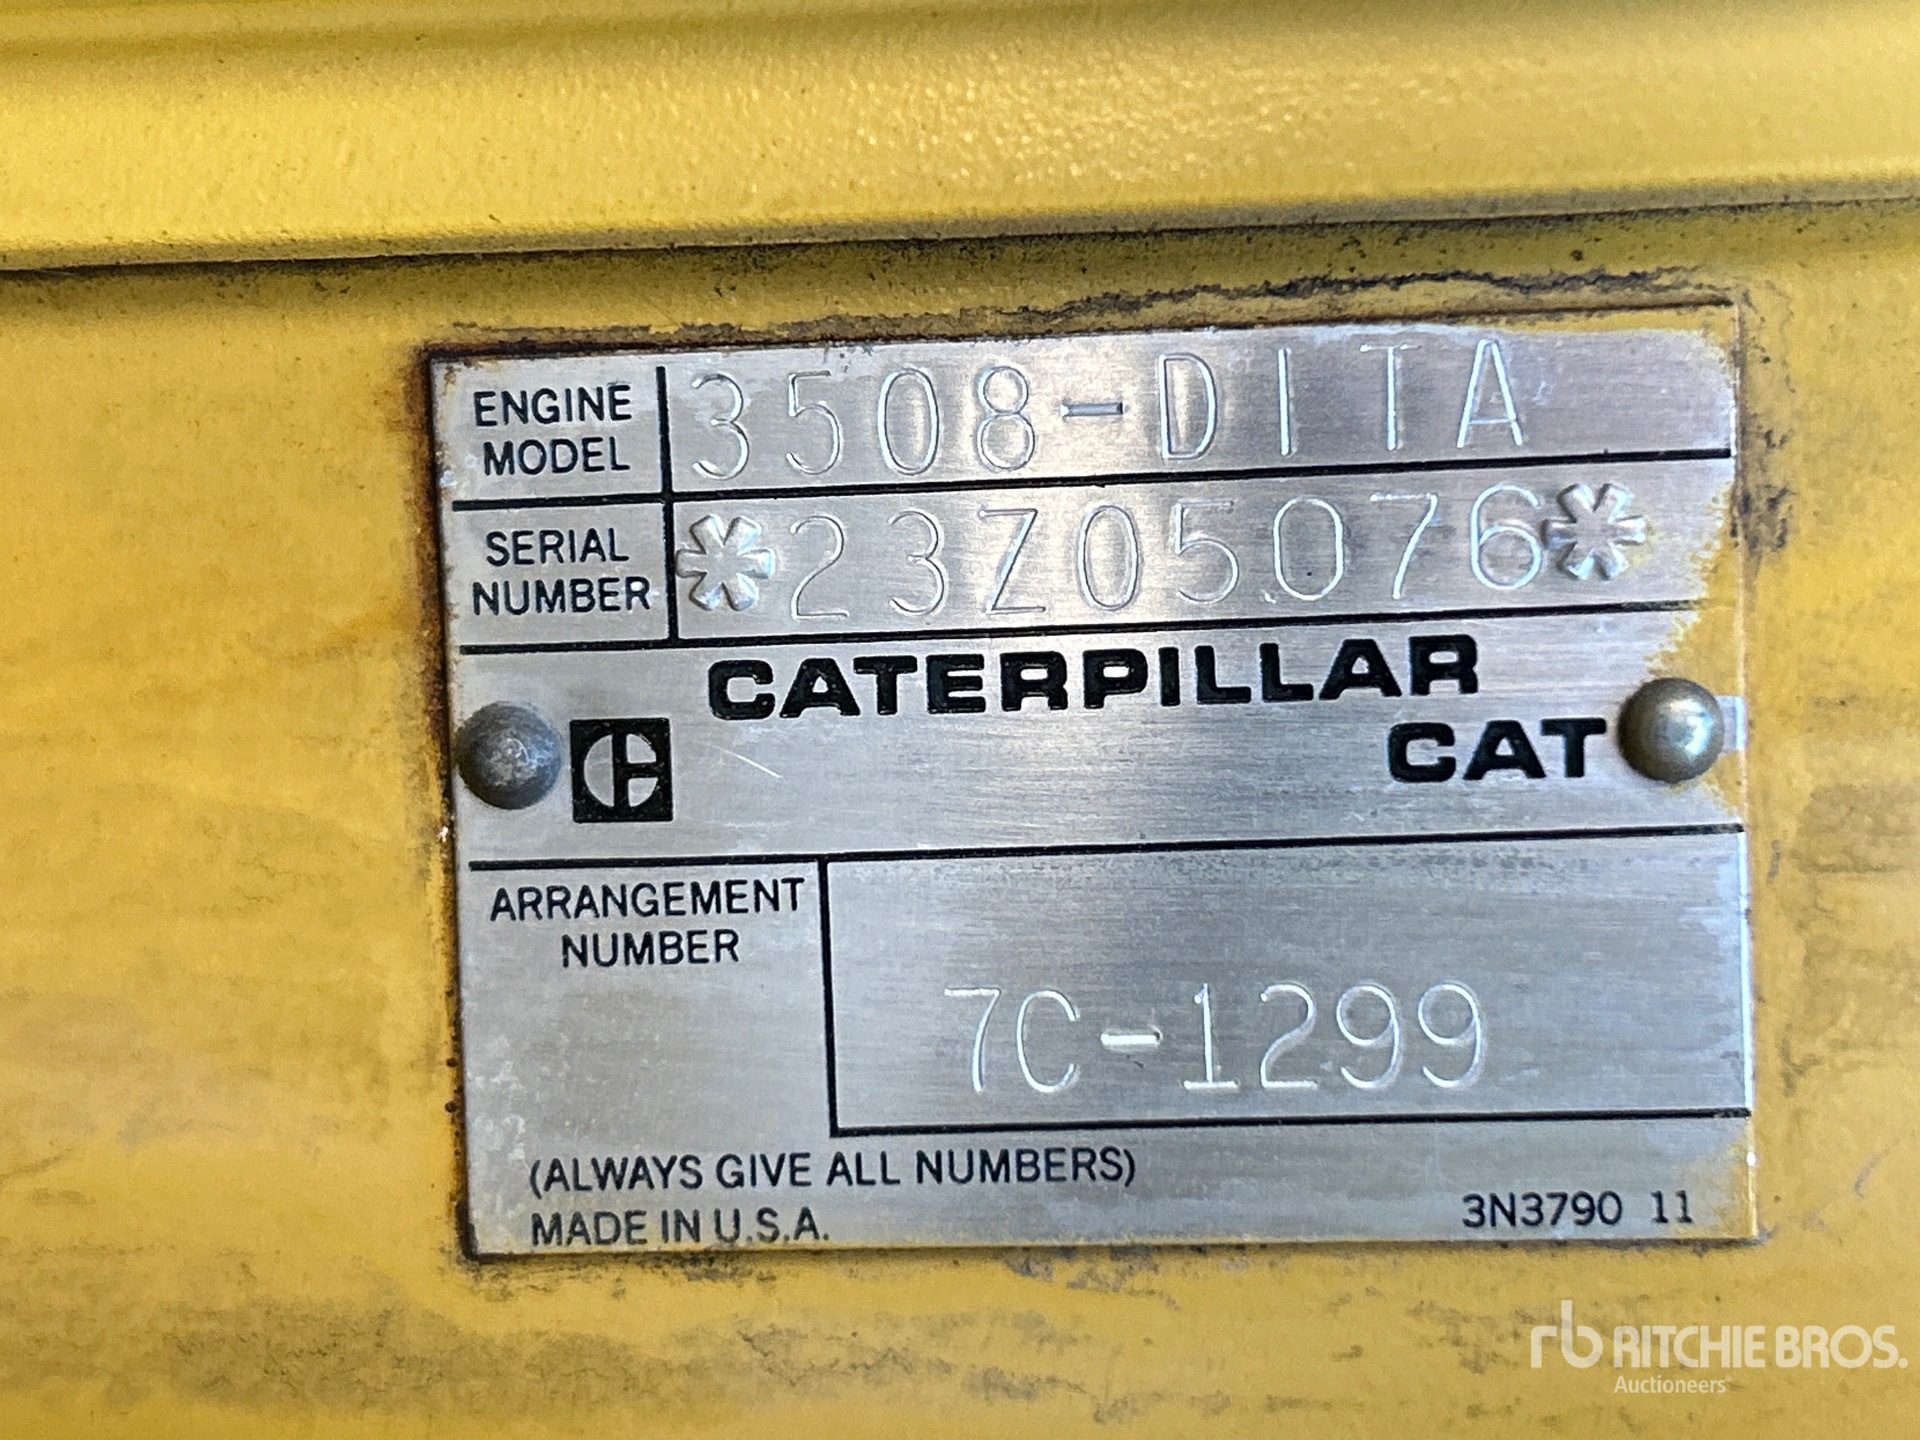 ENGINE MODEL 3508-DITA
SERIAL NUMBER *23Z05076*
CATERPILLAR
CAT
ARRANGEMENT NUMBER 7C-1299
(ALWAYS GIVE ALL NUMBERS)
MADE IN U.S.A. 3N3790 11
rb RITCHIE BROS.
Auctioneers